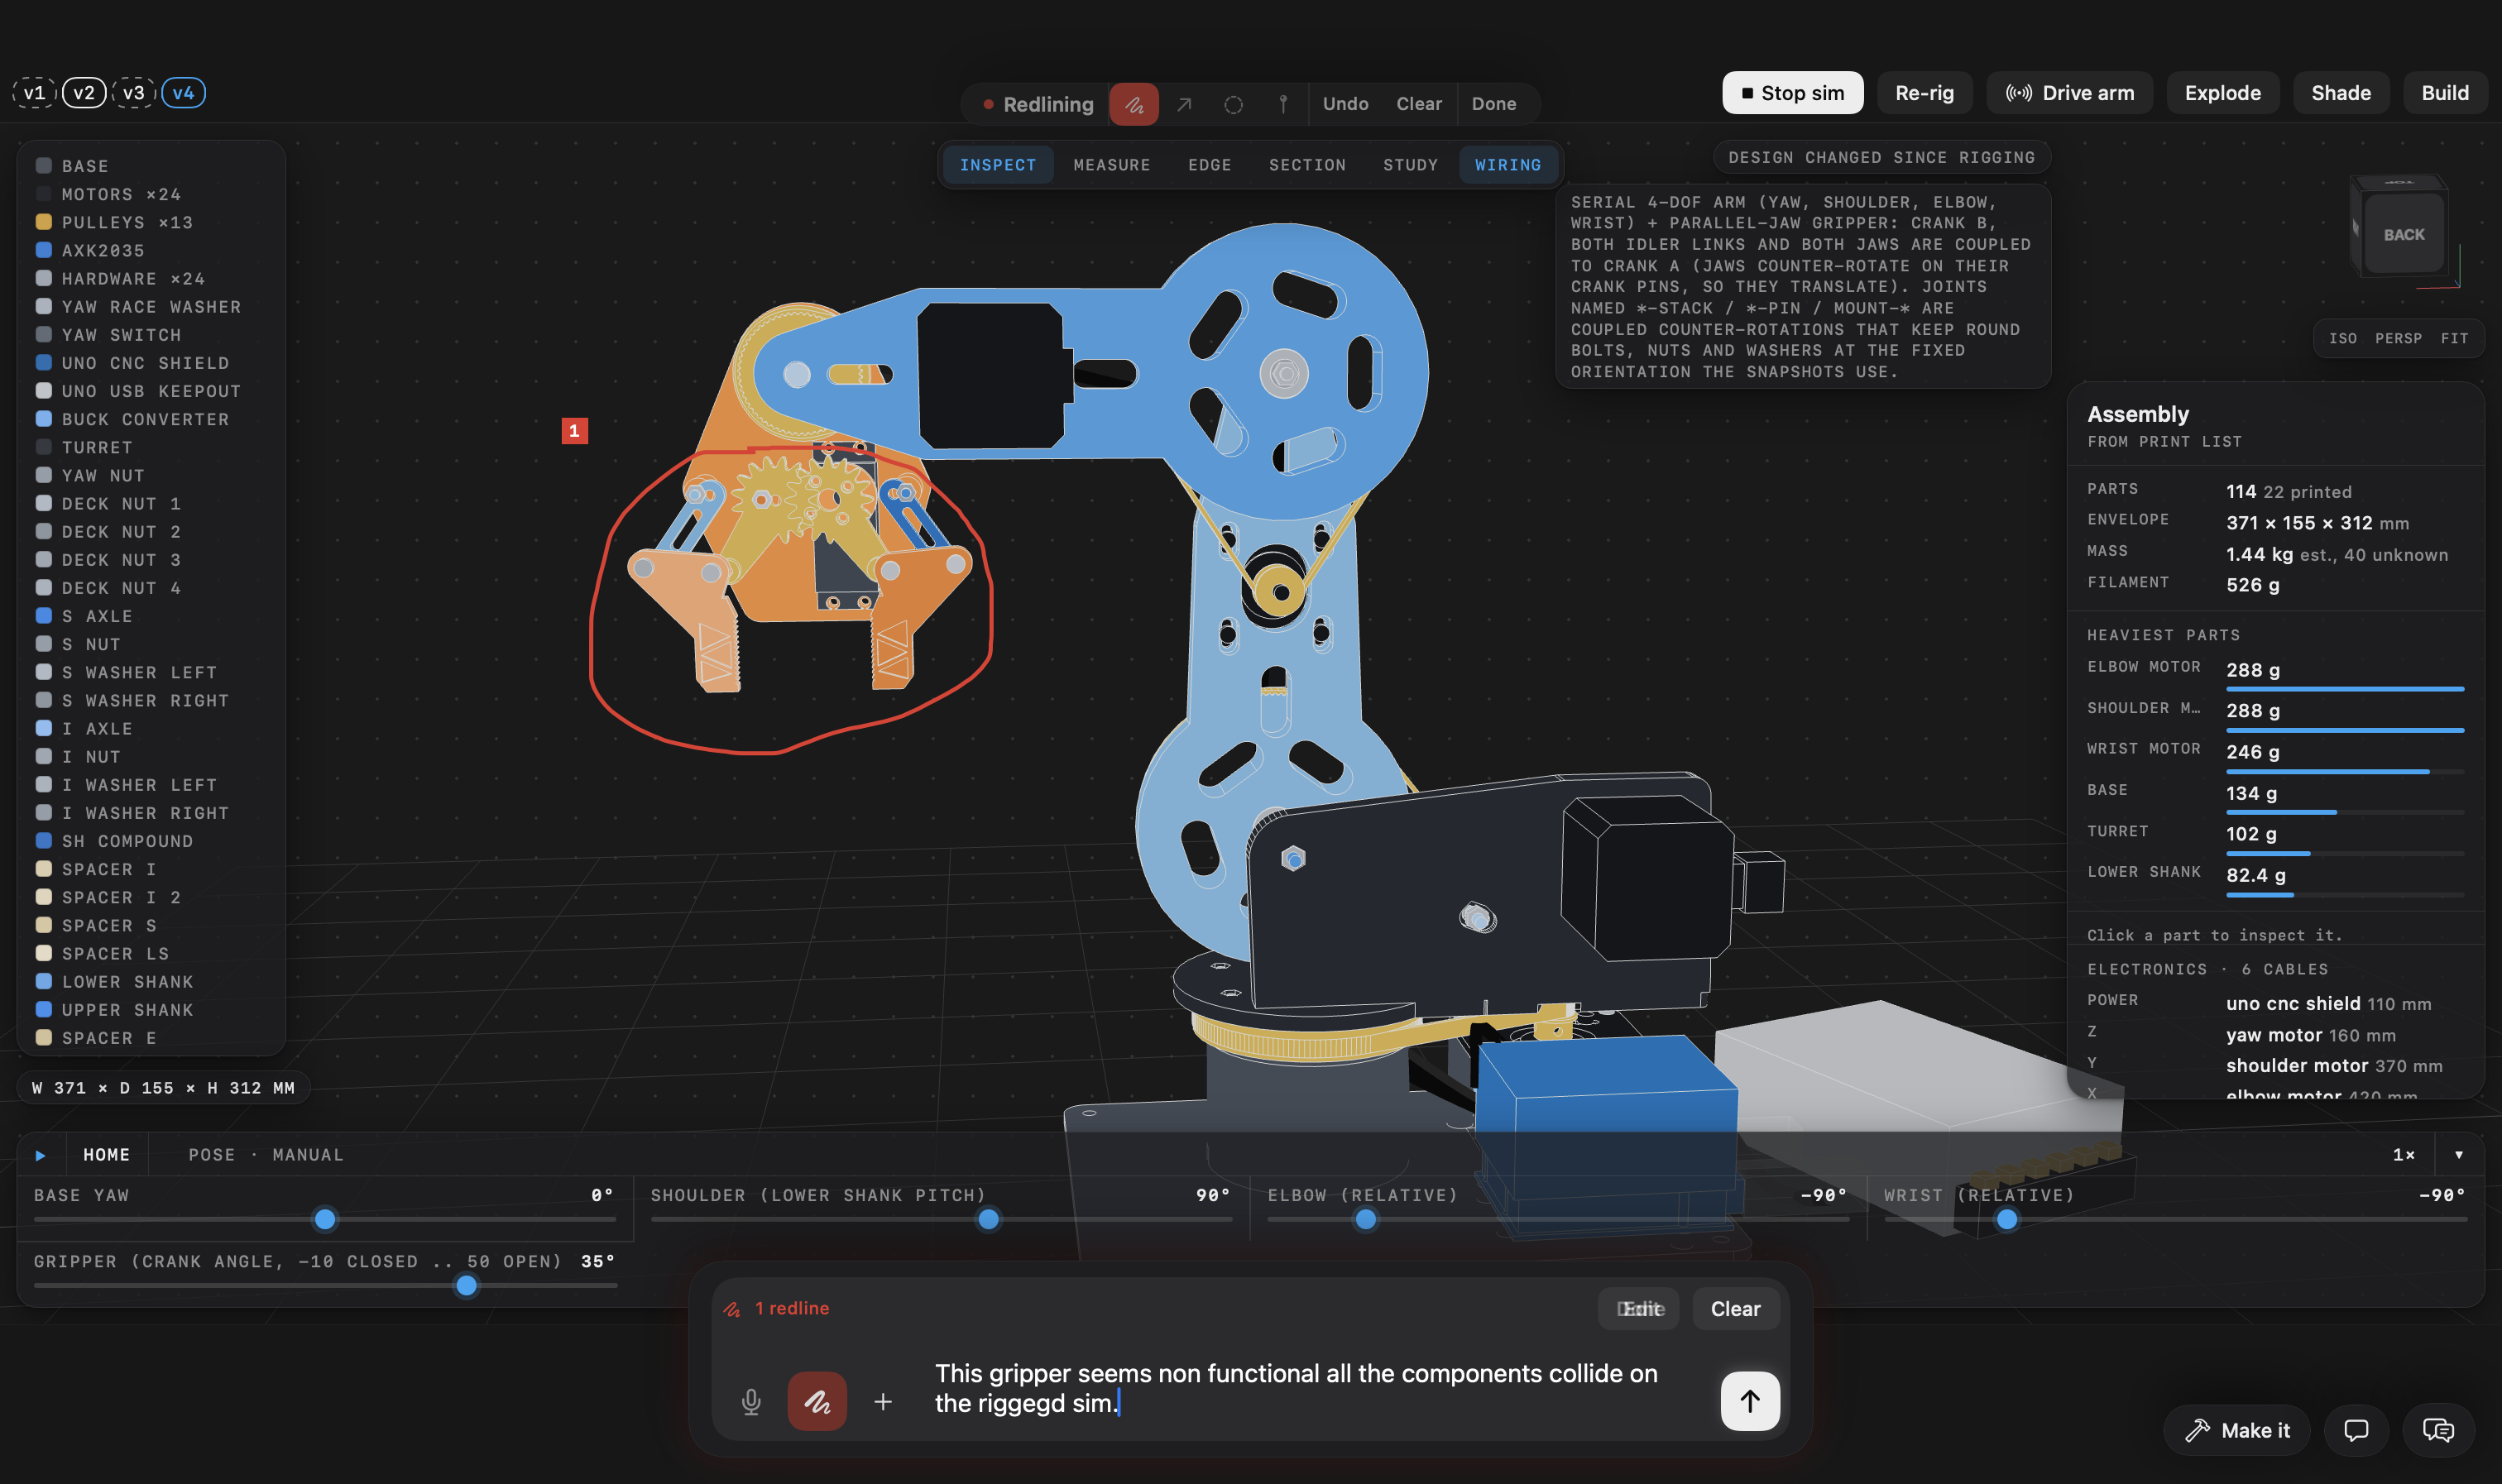 v1 v2 v3 v4
Redlining Undo Clear Done
Stop sim Re-rig Drive arm Explode Shade Build
INSPECT MEASURE EDGE SECTION STUDY WIRING
DESIGN CHANGED SINCE RIGGING
SERIAL 4-DOF ARM (YAW, SHOULDER, ELBOW,
WRIST) + PARALLEL-JAW GRIPPER: CRANK B,
BOTH IDLER LINKS AND BOTH JAWS ARE COUPLED
TO CRANK A (JAWS COUNTER-ROTATE ON THEIR
CRANK PINS, SO THEY TRANSLATE). JOINTS
NAMED *-STACK / *-PIN / MOUNT-* ARE
COUPLED COUNTER-ROTATIONS THAT KEEP ROUND
BOLTS, NUTS AND WASHERS AT THE FIXED
ORIENTATION THE SNAPSHOTS USE.
TOP
BACK
ISO PERSP FIT
BASE
MOTORS ×24
PULLEYS ×13
AXK2035
HARDWARE ×24
YAW RACE WASHER
YAW SWITCH
UNO CNC SHIELD
UNO USB KEEPOUT
BUCK CONVERTER
TURRET
YAW NUT
DECK NUT 1
DECK NUT 2
DECK NUT 3
DECK NUT 4
S AXLE
S NUT
S WASHER LEFT
S WASHER RIGHT
I AXLE
I NUT
I WASHER LEFT
I WASHER RIGHT
SH COMPOUND
SPACER I
SPACER I 2
SPACER S
SPACER LS
LOWER SHANK
UPPER SHANK
SPACER E
1
Assembly
FROM PRINT LIST
PARTS 114 22 printed
ENVELOPE 371 × 155 × 312 mm
MASS 1.44 kg est., 40 unknown
FILAMENT 526 g
HEAVIEST PARTS
ELBOW MOTOR 288 g
SHOULDER M… 288 g
WRIST MOTOR 246 g
BASE 134 g
TURRET 102 g
LOWER SHANK 82.4 g
Click a part to inspect it.
ELECTRONICS · 6 CABLES
POWER uno cnc shield 110 mm
Z yaw motor 160 mm
Y shoulder motor 370 mm
X elbow motor 420 mm
W 371 × D 155 × H 312 MM
HOME POSE · MANUAL 1×
BASE YAW 0° SHOULDER (LOWER SHANK PITCH) 90° ELBOW (RELATIVE) −90° WRIST (RELATIVE) −90°
GRIPPER (CRANK ANGLE, −10 CLOSED .. 50 OPEN) 35°
1 redline Edit Clear
This gripper seems non functional all the components collide on
the riggegd sim.
Make it